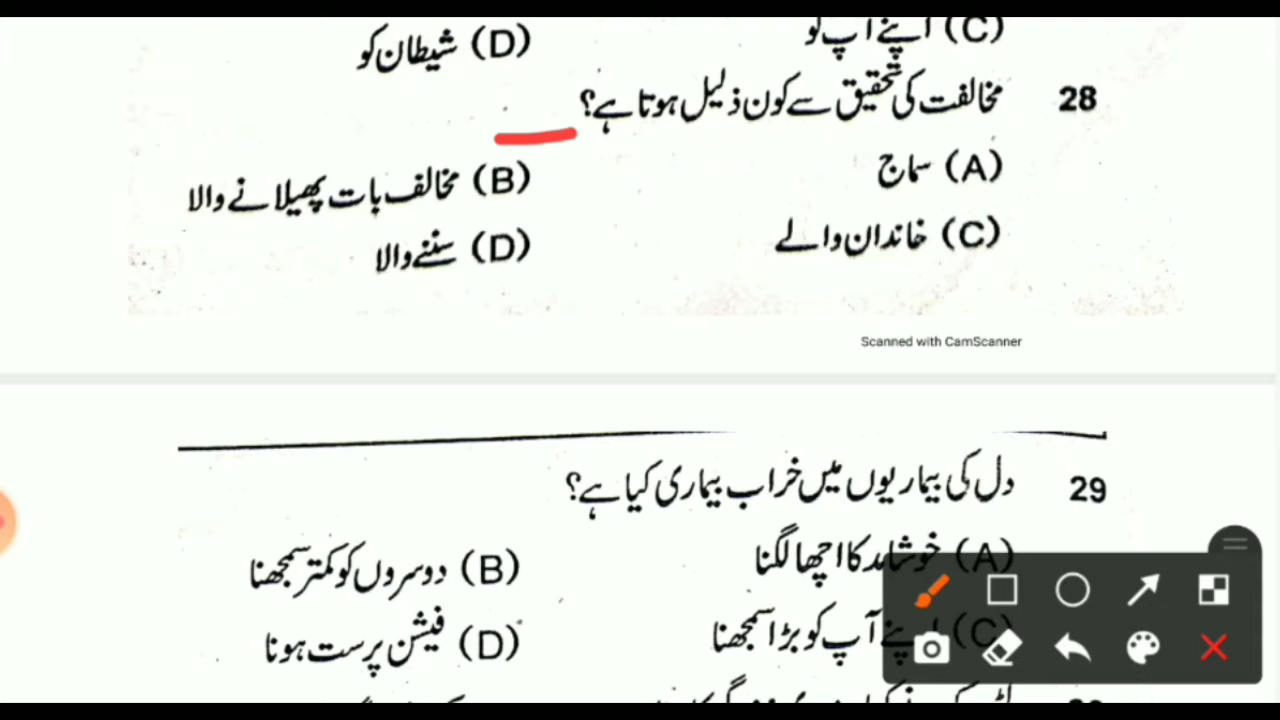 (C) اپنے آپ کو (D) شیطان کو
28 مخالفت کی تحقیق سے کون ذلیل ہوتا ہے؟
(A) سماج (B) مخالف بات پھیلانے والا
(C) خاندان والے (D) سننے والا
Scanned with CamScanner
29 دل کی بیماریوں میں خراب بیماری کیا ہے؟
(A) خوشامد کا اچھا لگنا (B) دوسروں کو کمتر سمجھنا
(C) اپنے آپ کو بڑا سمجھنا (D) فیشن پرست ہونا